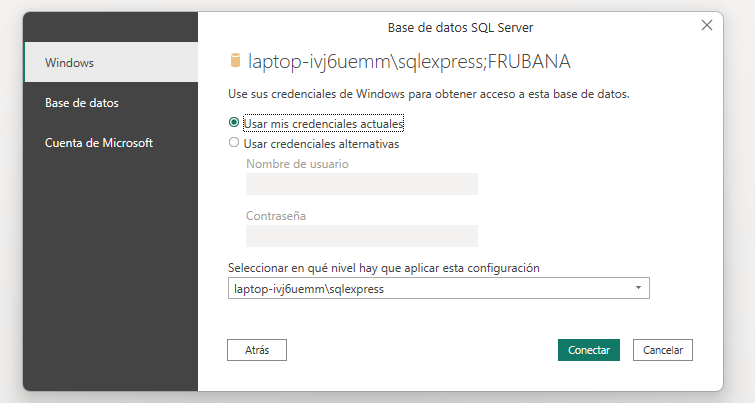 Base de datos SQL Server
Windows
Base de datos
Cuenta de Microsoft
laptop-ivj6uemm\sqlexpress;FRUBANA
Use sus credenciales de Windows para obtener acceso a esta base de datos.
Usar mis credenciales actuales
Usar credenciales alternativas
Nombre de usuario
Contraseña
Seleccionar en qué nivel hay que aplicar esta configuración
laptop-ivj6uemm\sqlexpress
Atrás
Conectar
Cancelar